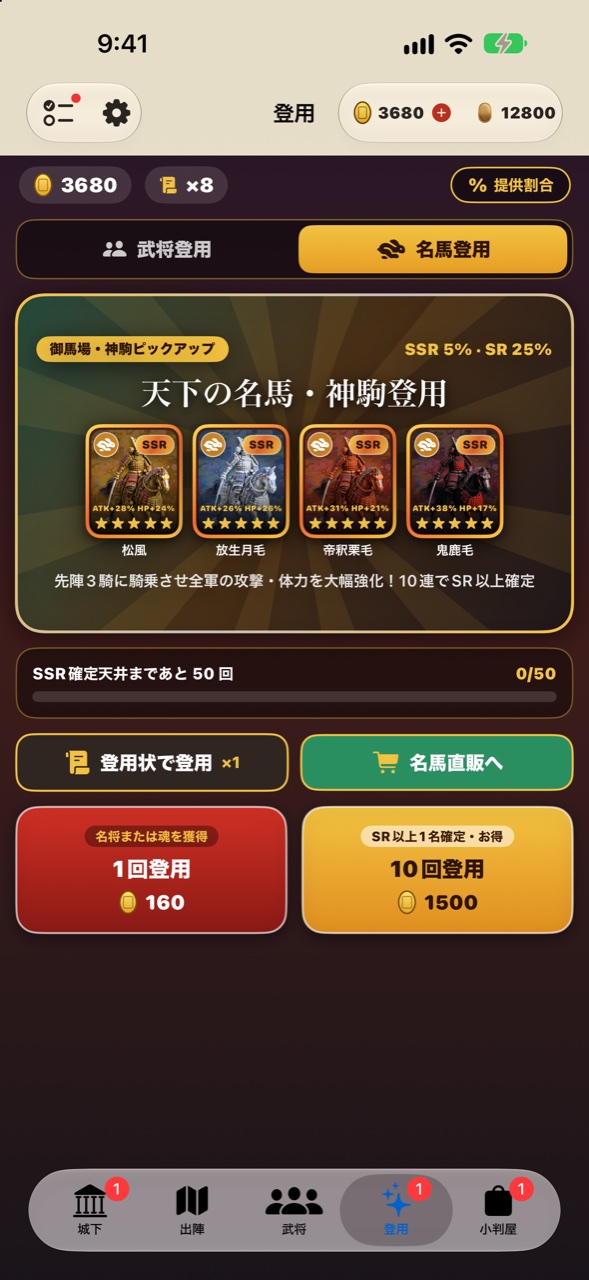 9:41
登用
3680
12800
3680
×8
% 提供割合
武将登用
名馬登用
御馬場・神駒ピックアップ
SSR 5% · SR 25%
天下の名馬・神駒登用
SSR
SSR
SSR
SSR
ATK+28% HP+24%
ATK+26% HP+26%
ATK+31% HP+21%
ATK+38% HP+17%
松風
放生月毛
帝釈栗毛
鬼鹿毛
先陣3騎に騎乗させ全軍の攻撃・体力を大幅強化！10連でSR以上確定
SSR確定天井まであと 50 回
0/50
登用状で登用 ×1
名馬直販へ
名将または魂を獲得
1回登用
160
SR以上1名確定・お得
10回登用
1500
1
1
1
城下
出陣
武将
登用
小判屋